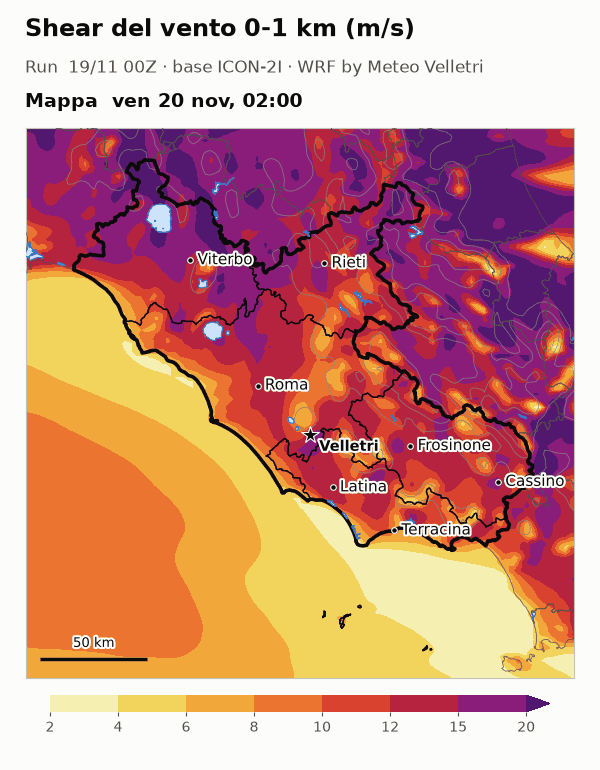 Shear del vento 0-1 km (m/s)
Run  19/11 00Z · base ICON-2I · WRF by Meteo Velletri
Mappa  ven 20 nov, 02:00
Viterbo
Rieti
Roma
Velletri
Frosinone
Latina
Cassino
Terracina
50 km
2 4 6 8 10 12 15 20